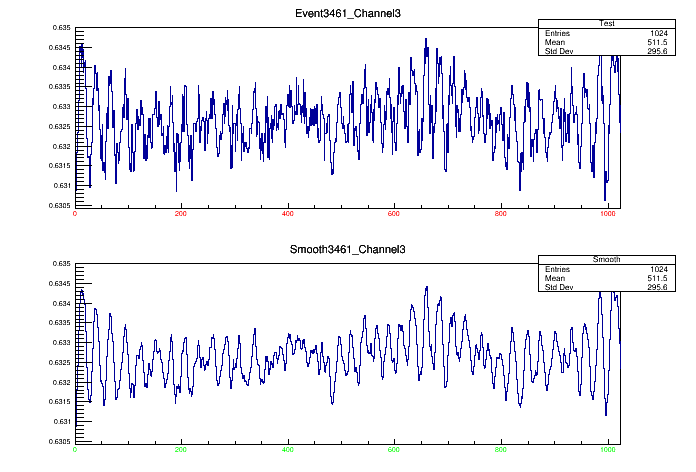 Event3461_Channel3
Test
Entries 1024
Mean 511.5
Std Dev 295.6
0.635
0.6345
0.634
0.6335
0.633
0.6325
0.632
0.6315
0.631
0.6305
0 200 400 600 800 1000
Smooth3461_Channel3
Smooth
Entries 1024
Mean 511.5
Std Dev 295.6
0.635
0.6345
0.634
0.6335
0.633
0.6325
0.632
0.6315
0.631
0.6305
0 200 400 600 800 1000